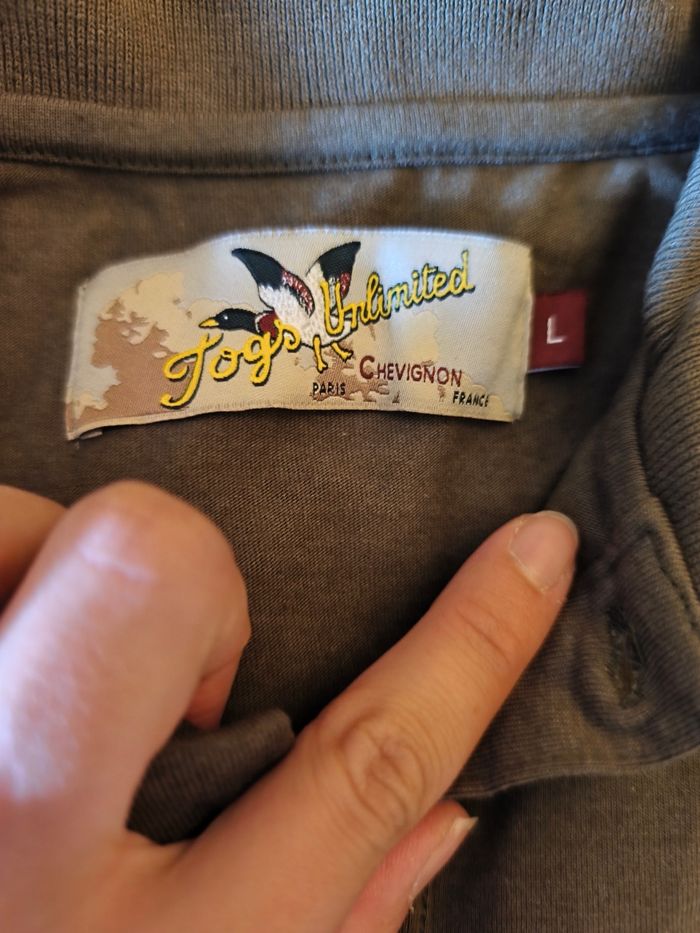 Togs Unlimited
L
CHEVIGNON
PARIS FRANCE